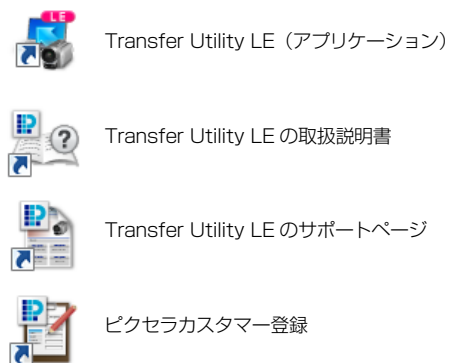 LE
Transfer Utility LE（アプリケーション）
Transfer Utility LE の取扱説明書
Transfer Utility LE のサポートページ
ピクセラカスタマー登録